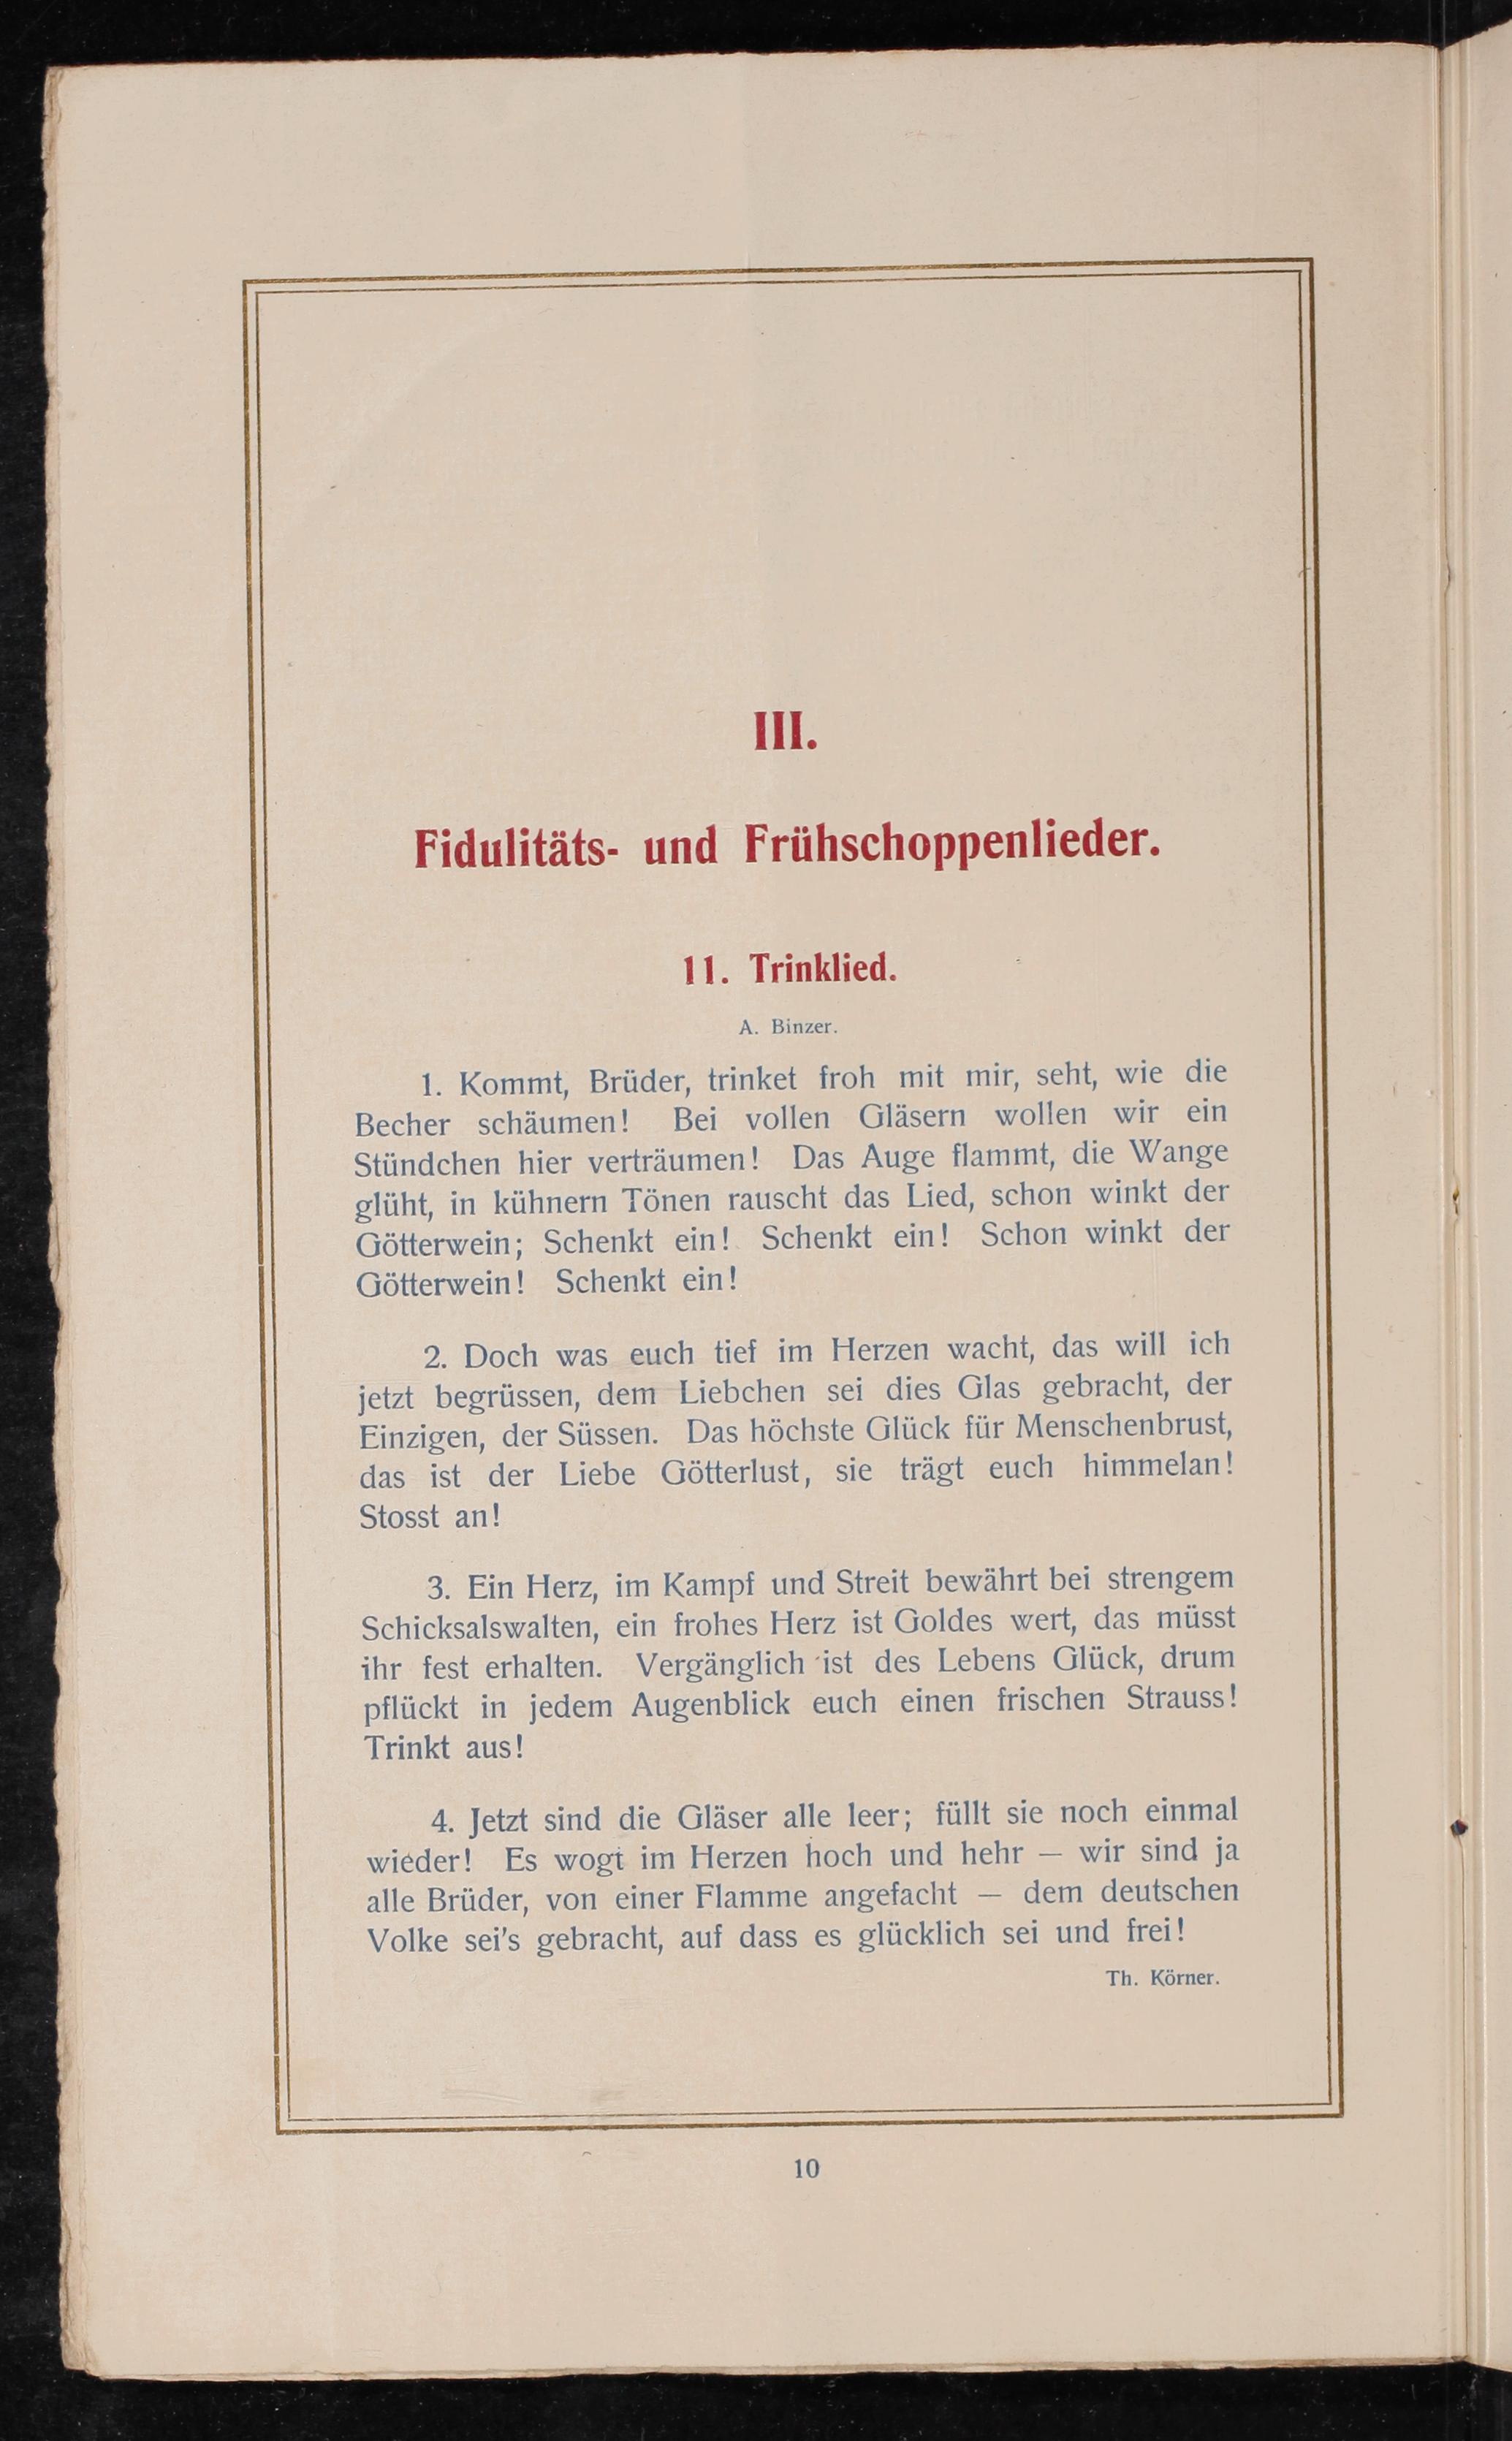 III.
Fidulitäts- und Frühschoppenlieder.
11. Trinklied.
A. Binzer.
1. Kommt, Brüder, trinket froh mit mir, seht, wie die
Becher schäumen! Bei vollen Gläsern wollen wir ein
Stündchen hier verträumen! Das Auge flammt, die Wange
glüht, in kühnern Tönen rauscht das Lied, schon winkt der
Götterwein; Schenkt ein! Schenkt ein! Schon winkt der
Götterwein! Schenkt ein!
2. Doch was euch tief im Herzen wacht, das will ich
jetzt begrüssen, dem Liebchen sei dies Glas gebracht, der
Einzigen, der Süssen. Das höchste Glück für Menschenbrust,
das ist der Liebe Götterlust, sie trägt euch himmelan!
Stosst an!
3. Ein Herz, im Kampf und Streit bewährt bei strengem
Schicksalswalten, ein frohes Herz ist Goldes wert, das müsst
ihr fest erhalten. Vergänglich ist des Lebens Glück, drum
pflückt in jedem Augenblick euch einen frischen Strauss!
Trinkt aus!
4. Jetzt sind die Gläser alle leer; füllt sie noch einmal
wieder! Es wogt im Herzen hoch und hehr — wir sind ja
alle Brüder, von einer Flamme angefacht — dem deutschen
Volke sei's gebracht, auf dass es glücklich sei und frei!
Th. Körner.
10